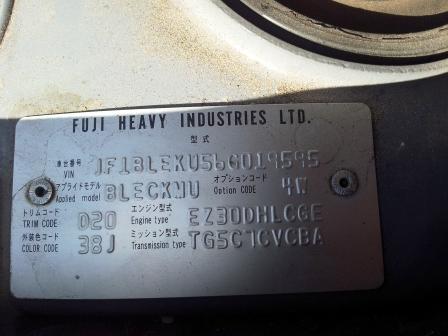 FUJI HEAVY INDUSTRIES LTD.
型式
車台番号 VIN JF1BLEKU56G019595
アプライドモデル Applied model BLECKMU オプションコード Option CODE 4W
トリムコード TRIM CODE 020 エンジン型式 Engine type EZ30DHLCGE
外装色コード COLOR CODE 38J ミッション型式 Transmission type TG5C7CVCBA